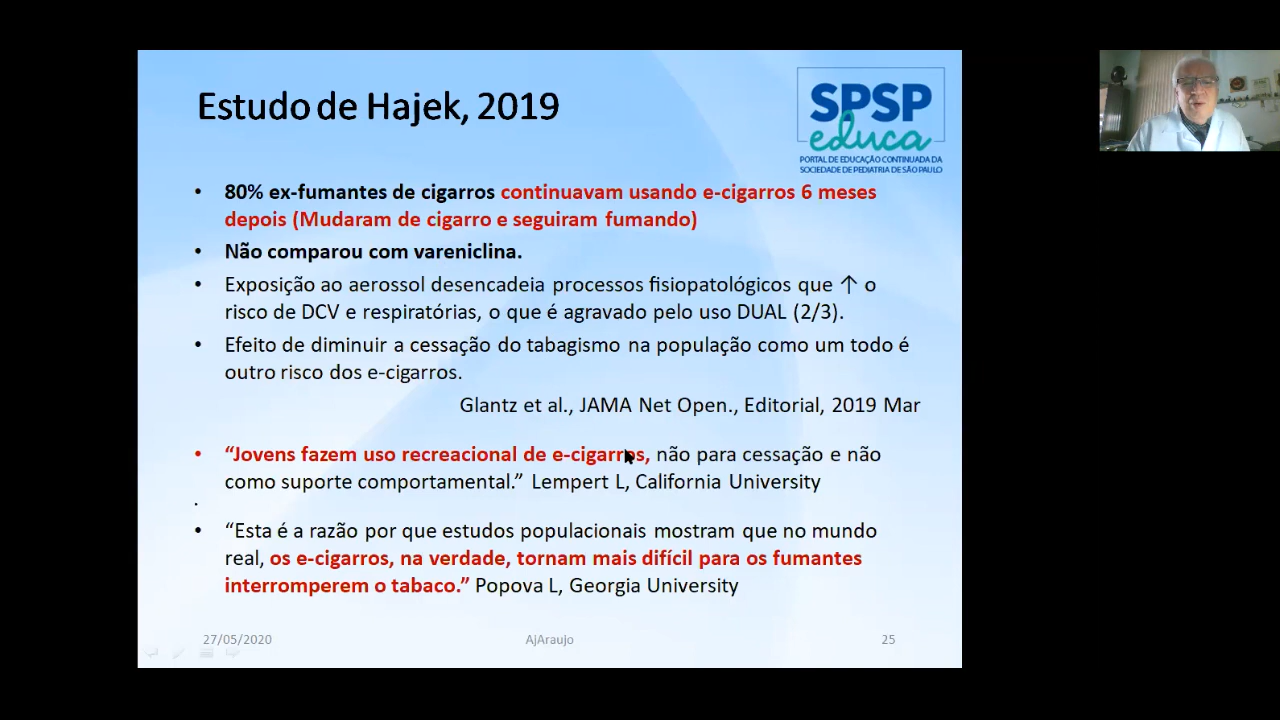 Estudo de Hajek, 2019
SPSP
educa
PORTAL DE EDUCAÇÃO CONTINUADA DA
SOCIEDADE DE PEDIATRIA DE SÃO PAULO
• 80% ex-fumantes de cigarros continuavam usando e-cigarros 6 meses
depois (Mudaram de cigarro e seguiram fumando)
• Não comparou com vareniclina.
• Exposição ao aerossol desencadeia processos fisiopatológicos que ↑ o
risco de DCV e respiratórias, o que é agravado pelo uso DUAL (2/3).
• Efeito de diminuir a cessação do tabagismo na população como um todo é
outro risco dos e-cigarros.
Glantz et al., JAMA Net Open., Editorial, 2019 Mar
• “Jovens fazem uso recreacional de e-cigarros, não para cessação e não
como suporte comportamental.” Lempert L, California University
•
• “Esta é a razão por que estudos populacionais mostram que no mundo
real, os e-cigarros, na verdade, tornam mais difícil para os fumantes
interromperem o tabaco.” Popova L, Georgia University
27/05/2020 AjAraujo 25